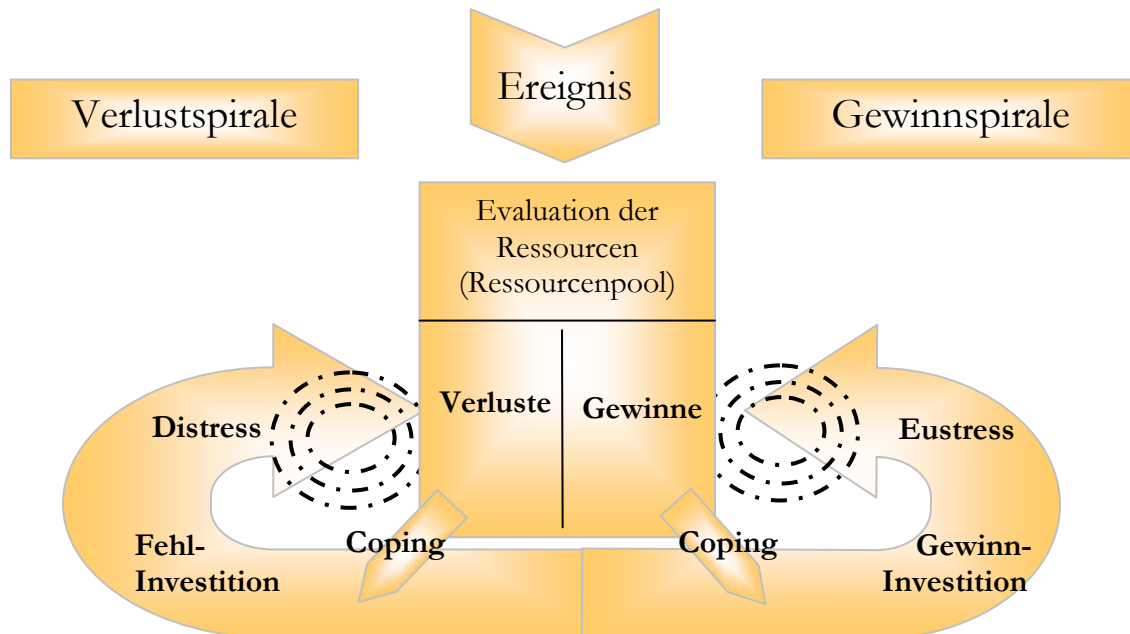 Ereignis
Verlustspirale
Gewinnspirale
Evaluation der
Ressourcen
(Ressourcenpool)
Verluste
Gewinne
Distress
Eustress
Fehl-
Investition
Coping
Coping
Gewinn-
Investition